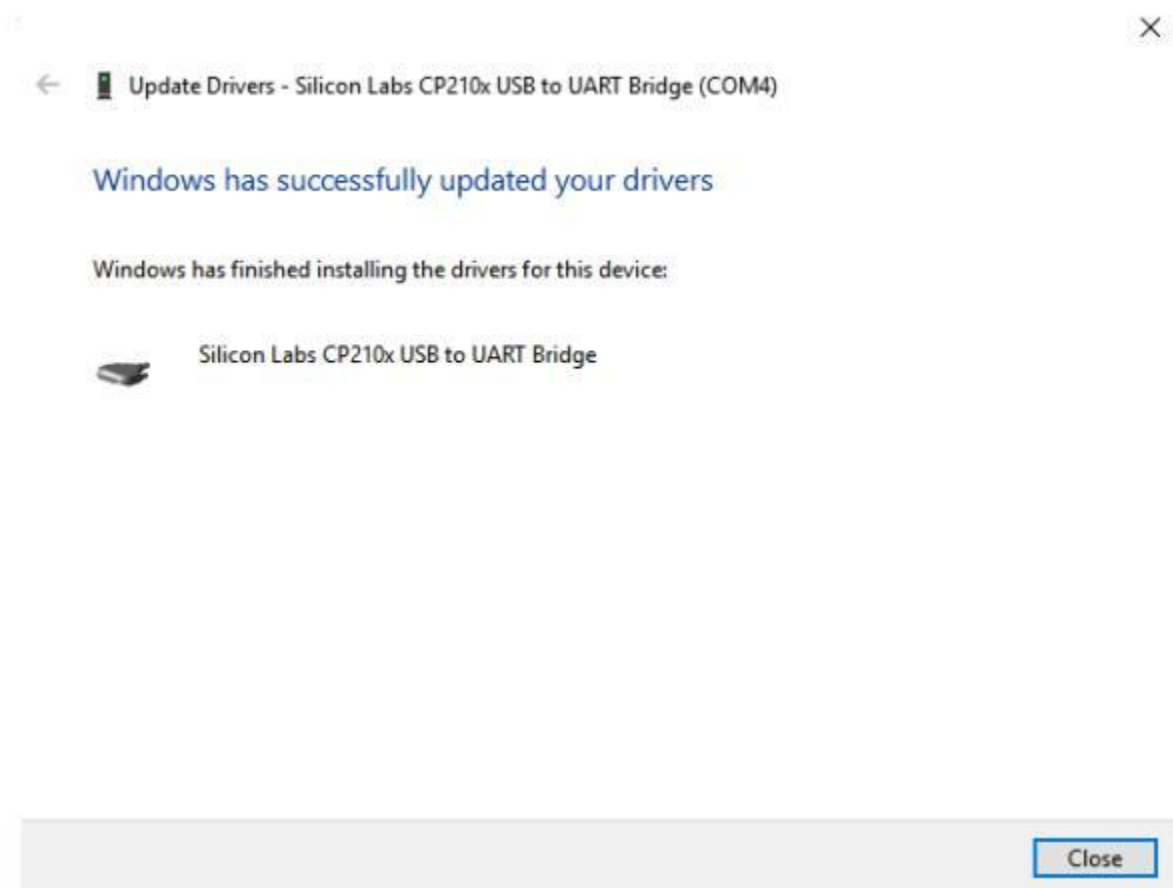 Update Drivers - Silicon Labs CP210x USB to UART Bridge (COM4)
Windows has successfully updated your drivers
Windows has finished installing the drivers for this device:
Silicon Labs CP210x USB to UART Bridge
Close